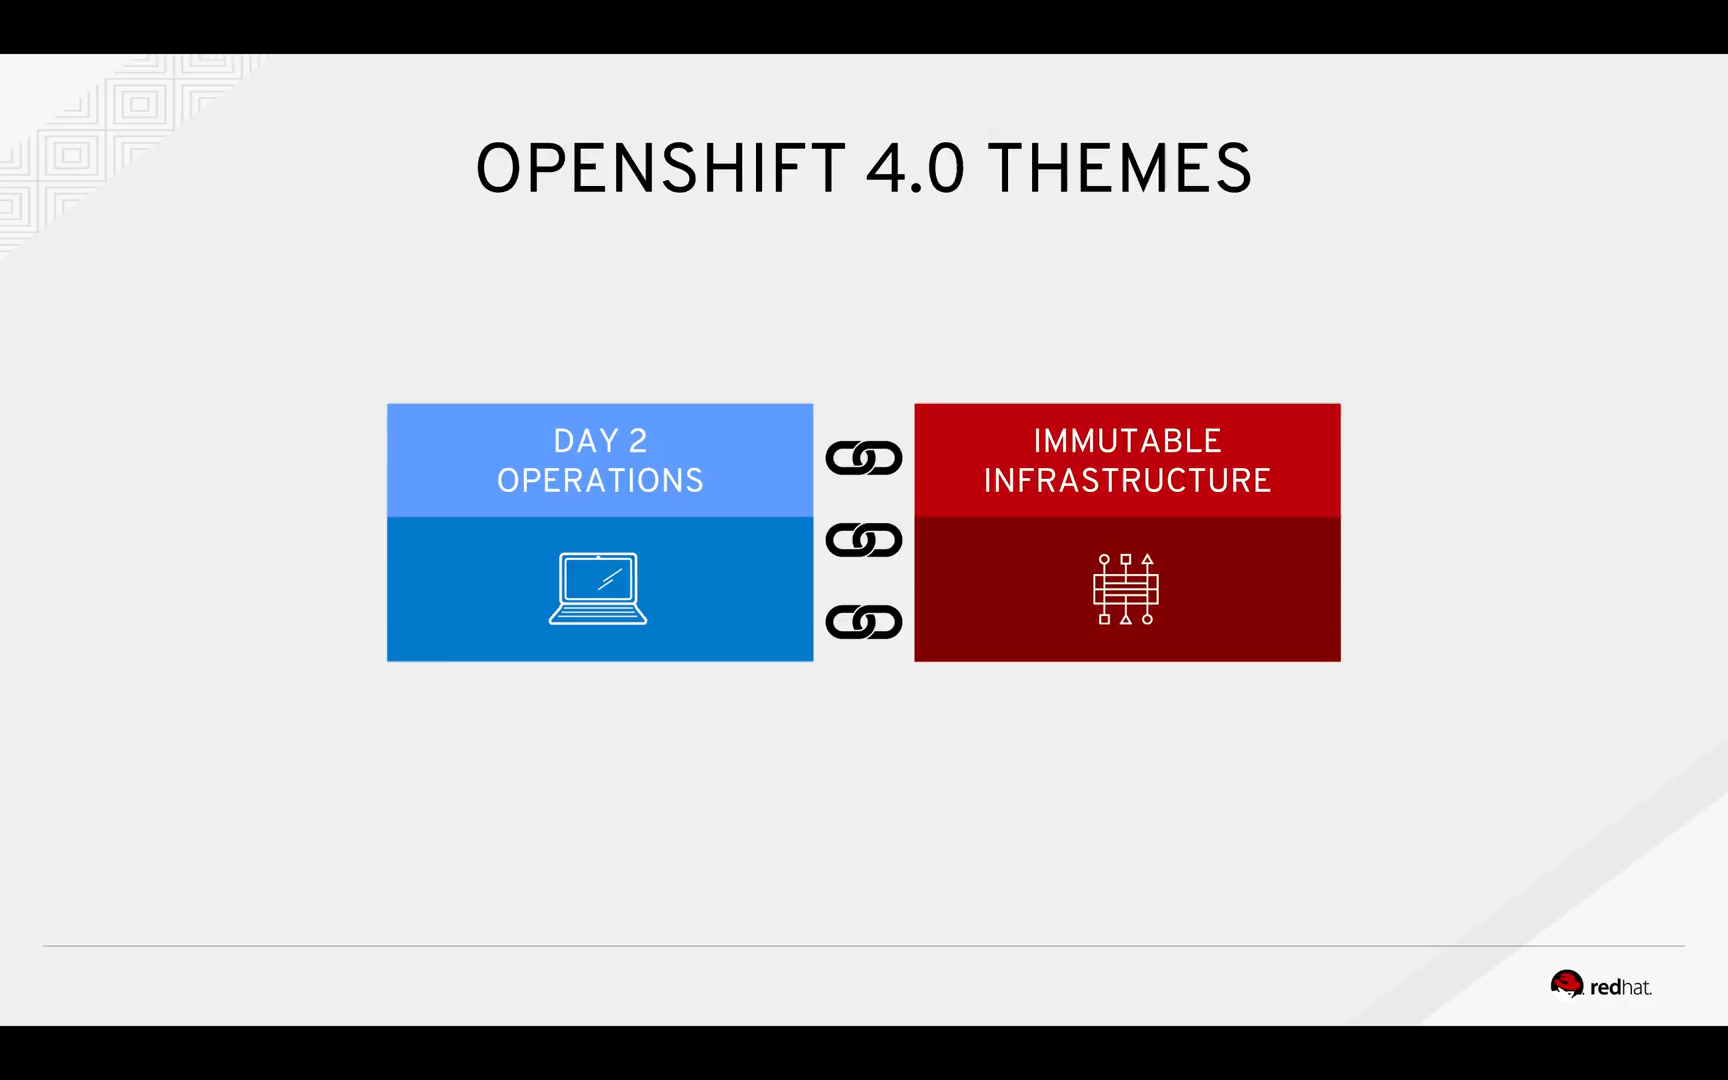 OPENSHIFT 4.0 THEMES
DAY 2
OPERATIONS
IMMUTABLE
INFRASTRUCTURE
redhat.